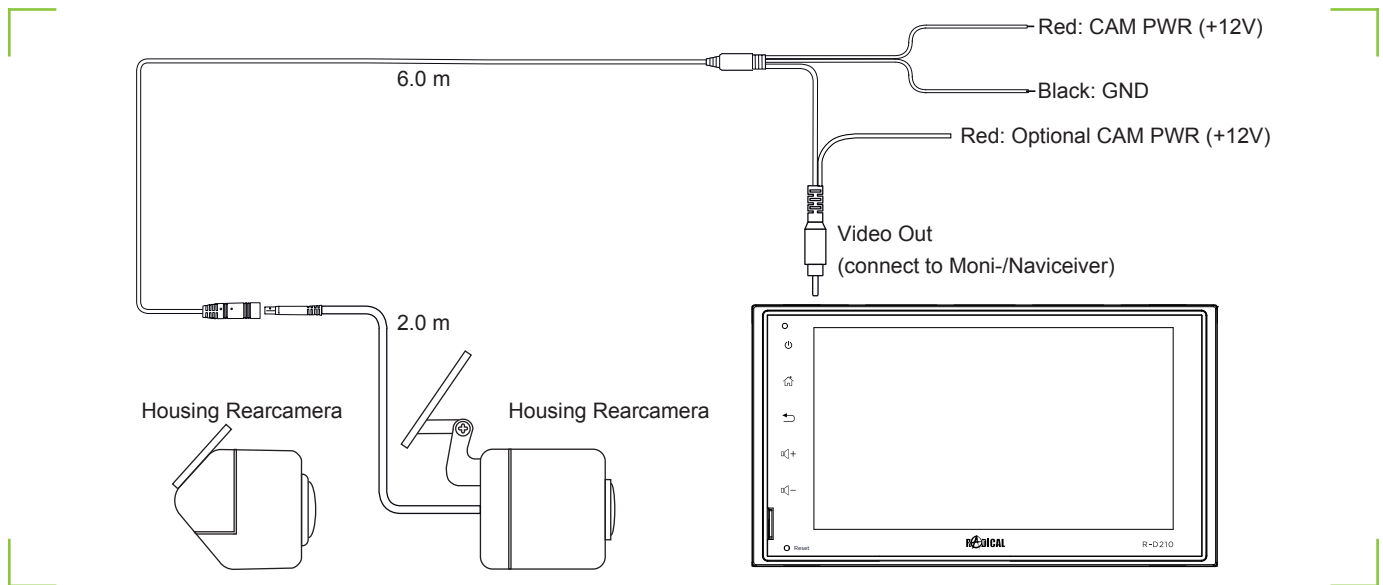 Red: CAM PWR (+12V)
6.0 m
Black: GND
Red: Optional CAM PWR (+12V)
Video Out
(connect to Moni-/Naviceiver)
2.0 m
Housing Rearcamera
Housing Rearcamera
+
−
Reset
RADICAL
R-D210